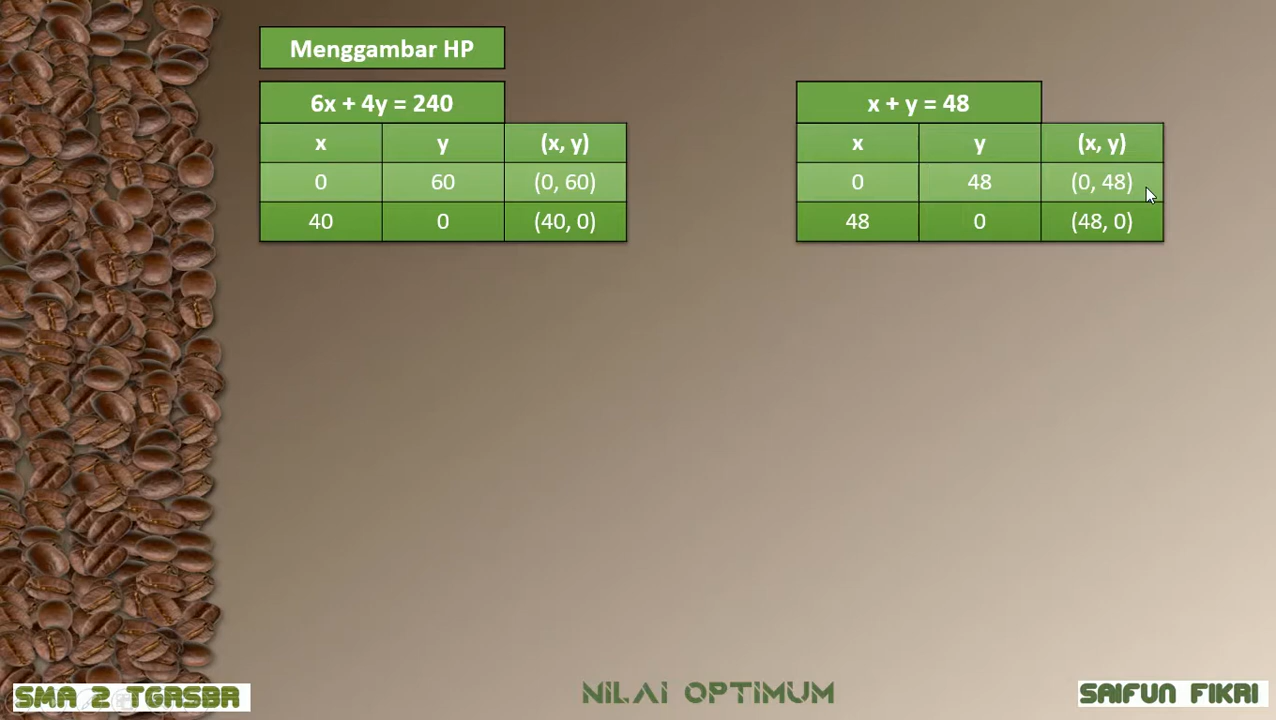 Menggambar HP
6x + 4y = 240
x y (x, y)
0 60 (0, 60)
40 0 (40, 0)
x + y = 48
x y (x, y)
0 48 (0, 48)
48 0 (48, 0)
SMA 2 TGRSBR
NILAI OPTIMUM
SAIFUN FIKRI